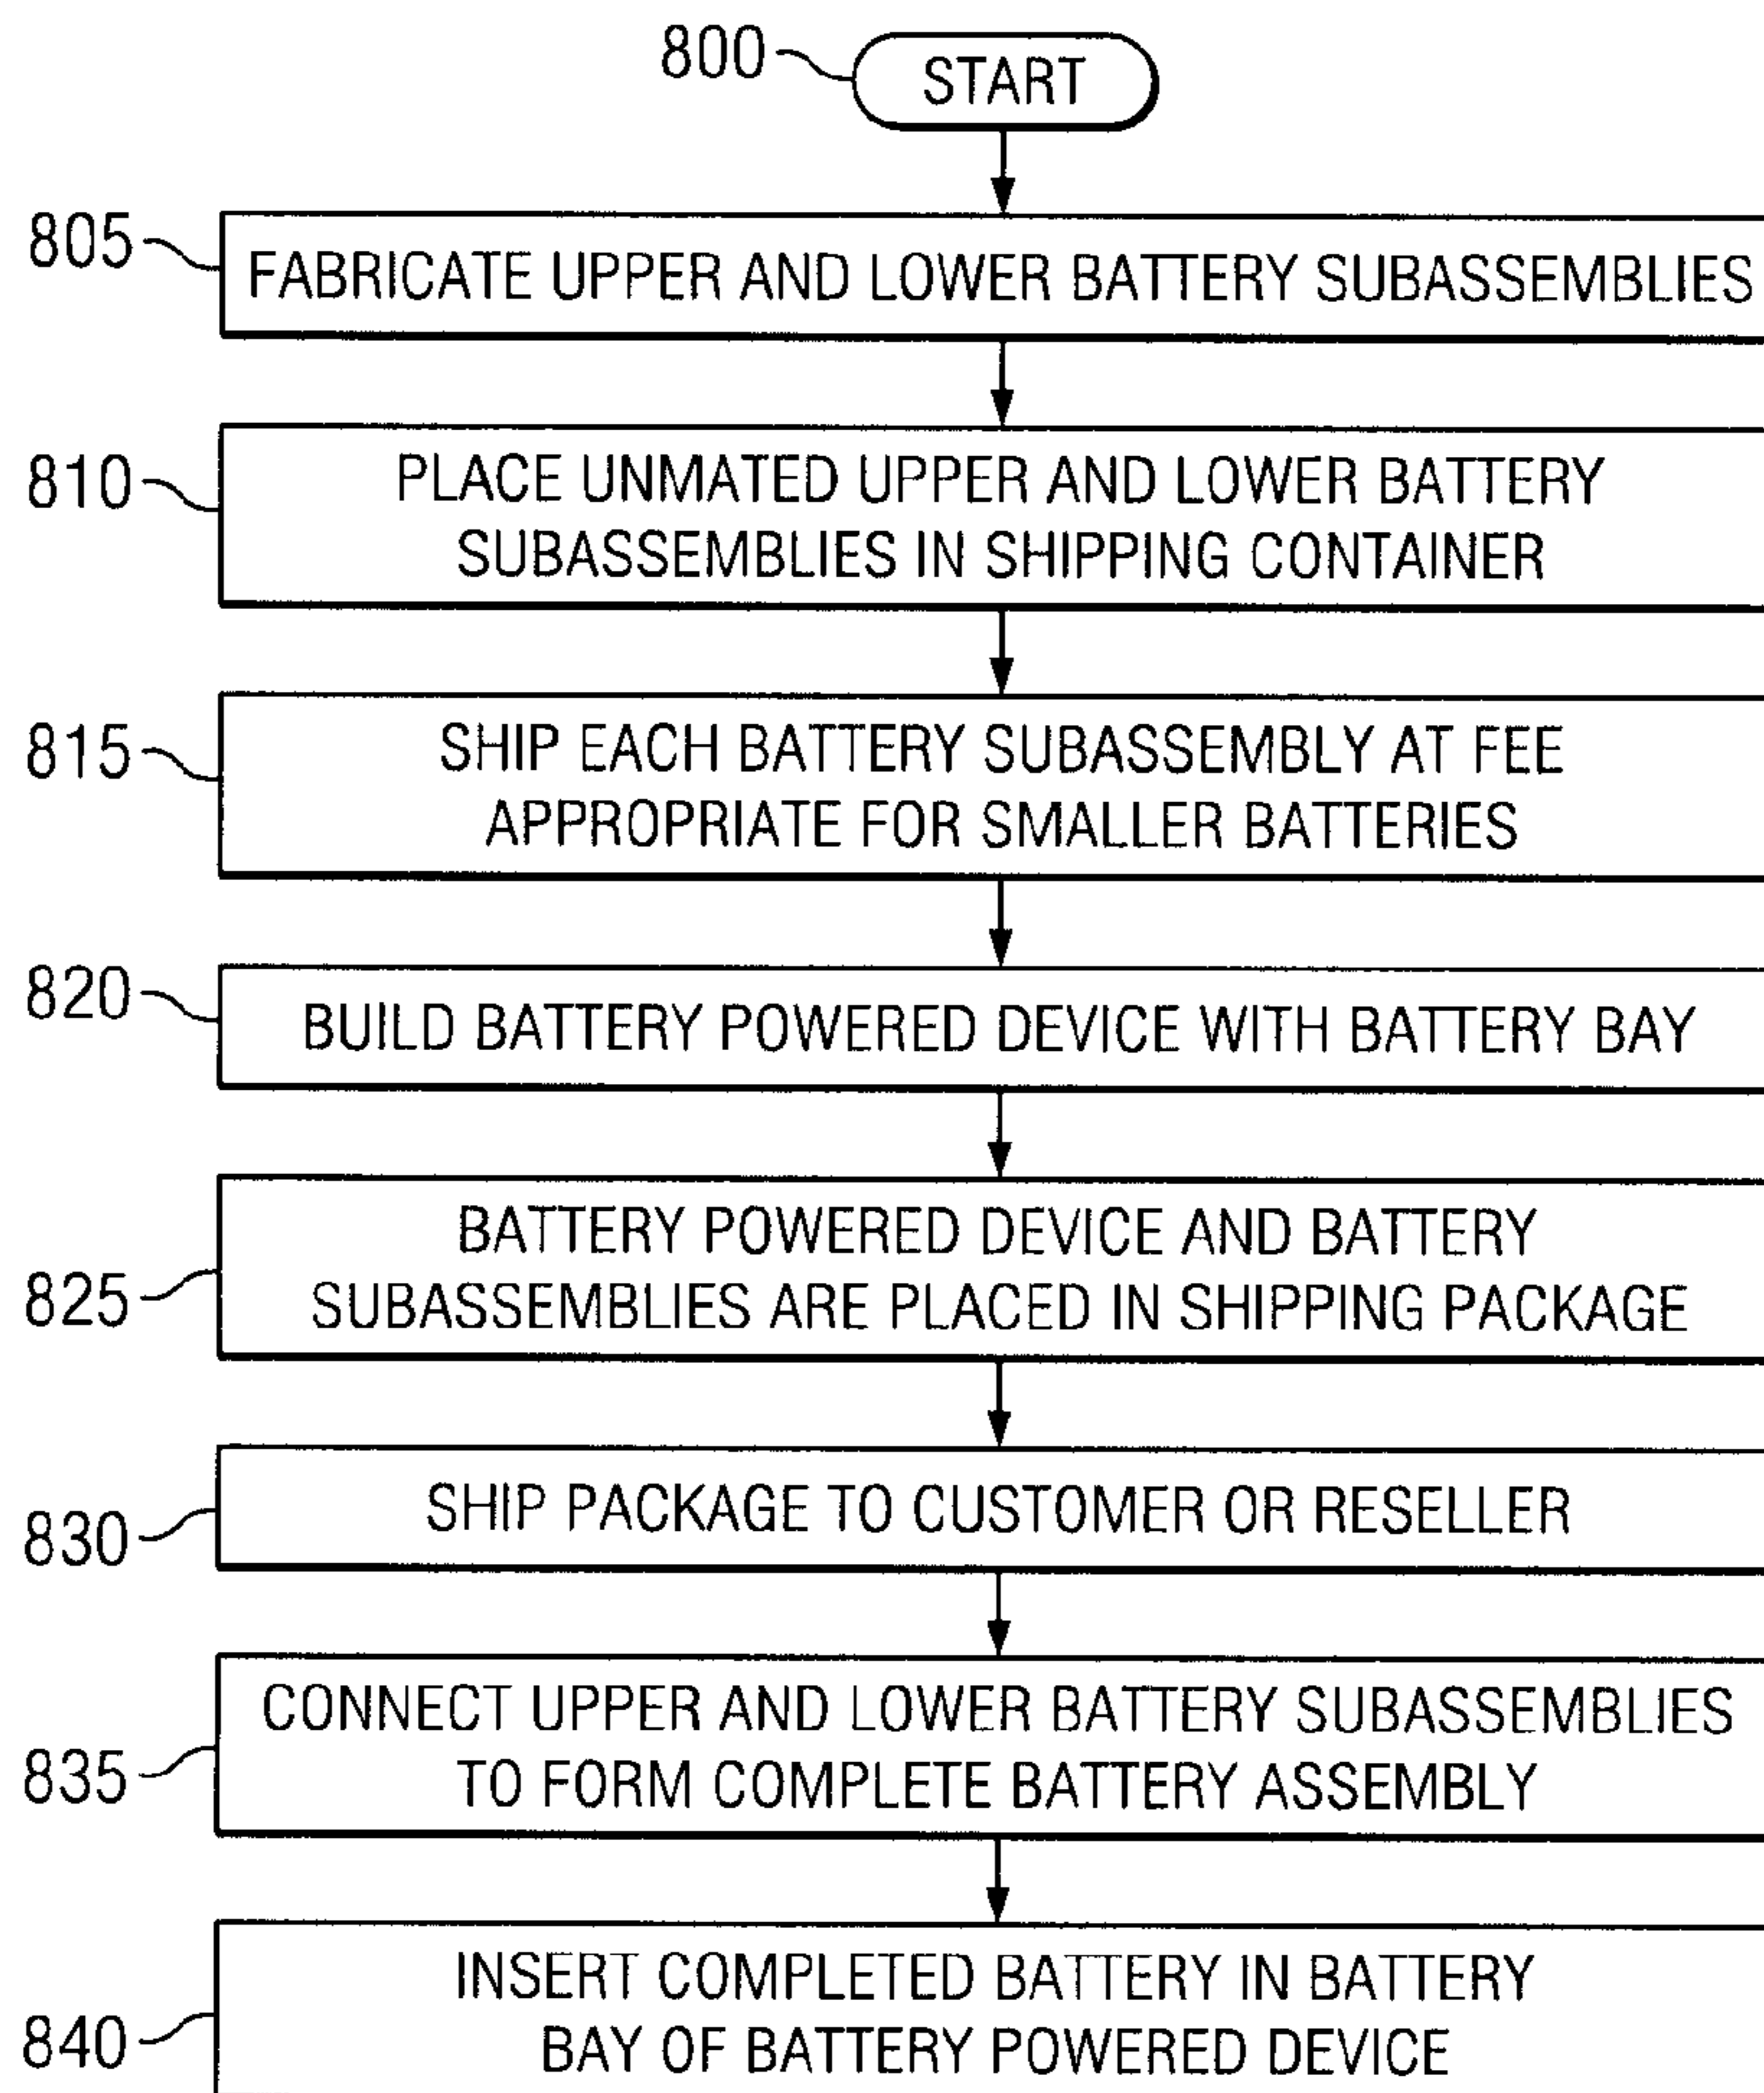 800
START
805
FABRICATE UPPER AND LOWER BATTERY SUBASSEMBLIES
810
PLACE UNMATED UPPER AND LOWER BATTERY
SUBASSEMBLIES IN SHIPPING CONTAINER
815
SHIP EACH BATTERY SUBASSEMBLY AT FEE
APPROPRIATE FOR SMALLER BATTERIES
820
BUILD BATTERY POWERED DEVICE WITH BATTERY BAY
825
BATTERY POWERED DEVICE AND BATTERY
SUBASSEMBLIES ARE PLACED IN SHIPPING PACKAGE
830
SHIP PACKAGE TO CUSTOMER OR RESELLER
835
CONNECT UPPER AND LOWER BATTERY SUBASSEMBLIES
TO FORM COMPLETE BATTERY ASSEMBLY
840
INSERT COMPLETED BATTERY IN BATTERY
BAY OF BATTERY POWERED DEVICE